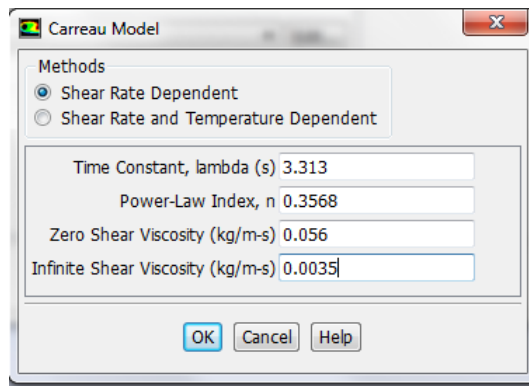 Carreau Model
Methods
Shear Rate Dependent
Shear Rate and Temperature Dependent
Time Constant, lambda (s) 3.313
Power-Law Index, n 0.3568
Zero Shear Viscosity (kg/m-s) 0.056
Infinite Shear Viscosity (kg/m-s) 0.0035
OK Cancel Help